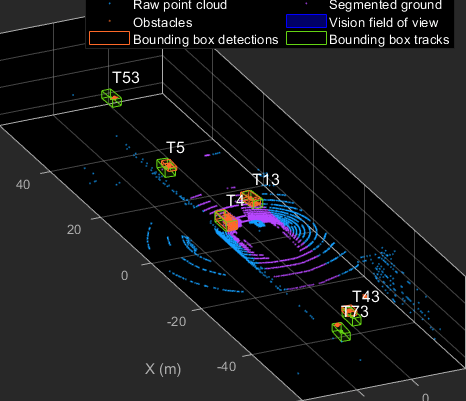 Raw point cloud
Segmented ground
Obstacles
Vision field of view
Bounding box detections
Bounding box tracks
T53
T5
T13
T4
T43
T73
40
20
0
-20
-40
X (m)
0